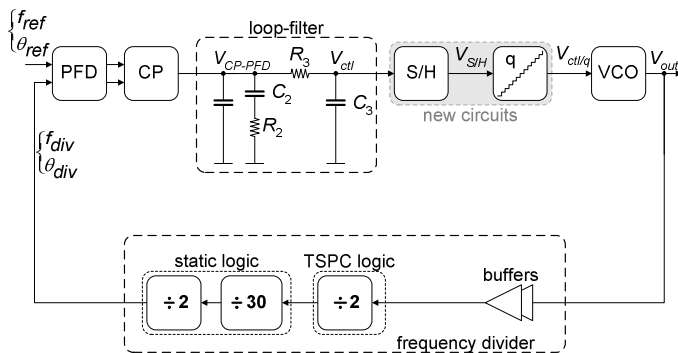 loop-filter
f_ref
θ_ref
PFD
CP
V_CP-PFD
R_3
V_ctl
C_2
R_2
C_3
S/H
V_S/H
q
V_ctl/q
VCO
V_out
new circuits
f_div
θ_div
static logic
TSPC logic
buffers
÷2
÷30
÷2
frequency divider